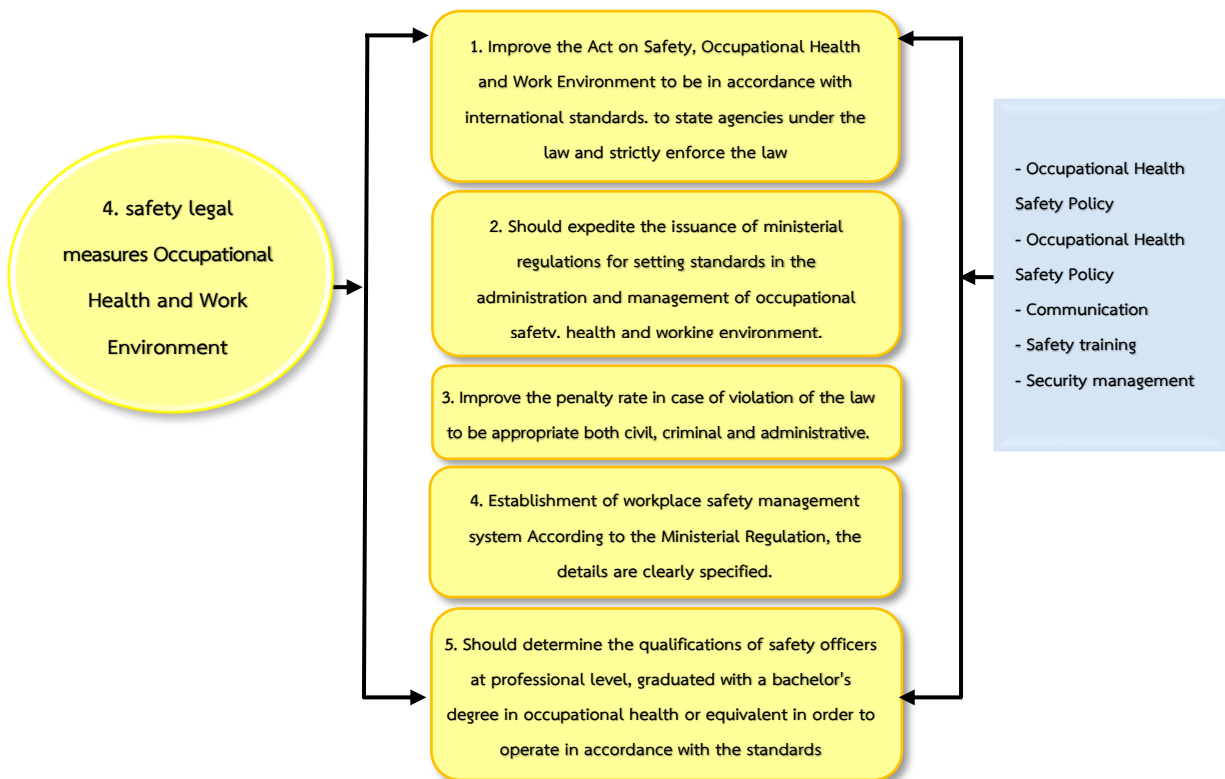 4. safety legal
measures Occupational
Health and Work
Environment
1. Improve the Act on Safety, Occupational Health
and Work Environment to be in accordance with
international standards. to state agencies under the
law and strictly enforce the law
2. Should expedite the issuance of ministerial
regulations for setting standards in the
administration and management of occupational
safety, health and working environment.
3. Improve the penalty rate in case of violation of the law
to be appropriate both civil, criminal and administrative.
4. Establishment of workplace safety management
system According to the Ministerial Regulation, the
details are clearly specified.
5. Should determine the qualifications of safety officers
at professional level, graduated with a bachelor's
degree in occupational health or equivalent in order to
operate in accordance with the standards
- Occupational Health
Safety Policy
- Occupational Health
Safety Policy
- Communication
- Safety training
- Security management